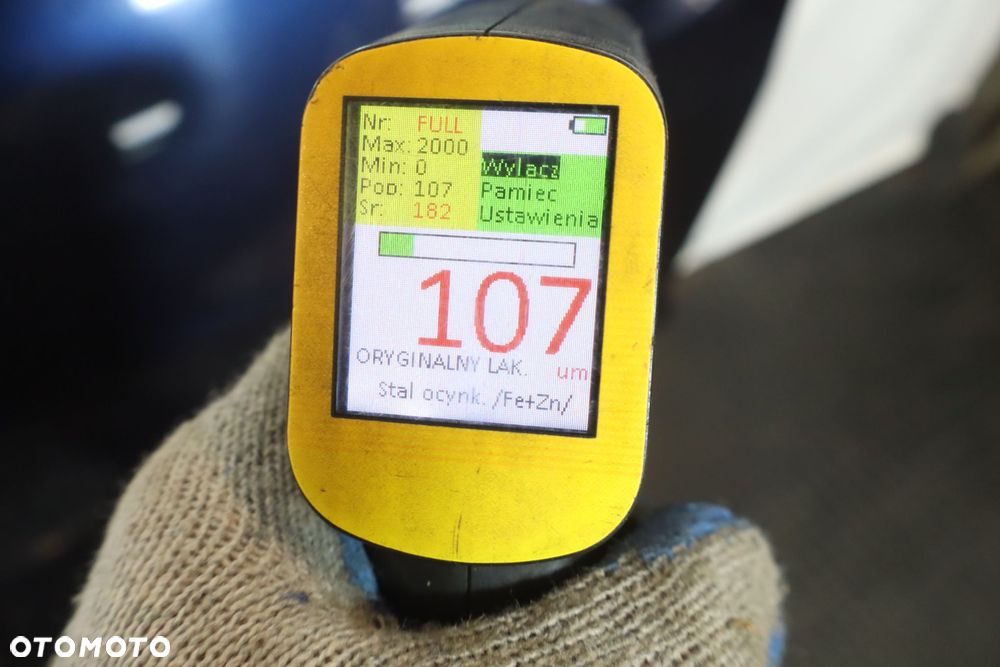 Nr: FULL
Max: 2000
Min: 0
Pop: 107
Sr: 182
Wylacz
Pamiec
Ustawienia
107
ORYGINALNY LAK. um
Stal ocynk. /Fe+Zn/
OTOMOTO